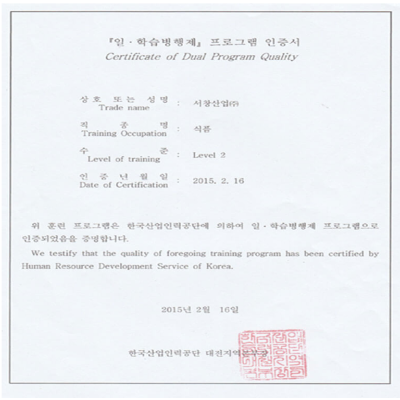 『일·학습병행제』 프로그램 인증서
Certificate of Dual Program Quality
상호 또는 성명
Trade name : 서창산업㈜
직종명
Training Occupation : 식품
수준
Level of training : Level 2
인증년월일
Date of Certification : 2015. 2. 16
위 훈련 프로그램은 한국산업인력공단에 의하여 일·학습병행제 프로그램으로
인증되었음을 증명합니다.
We testify that the quality of foregoing training program has been certified by
Human Resource Development Service of Korea.
2015년 2월 16일
한국산업인력공단 대전지역본부장